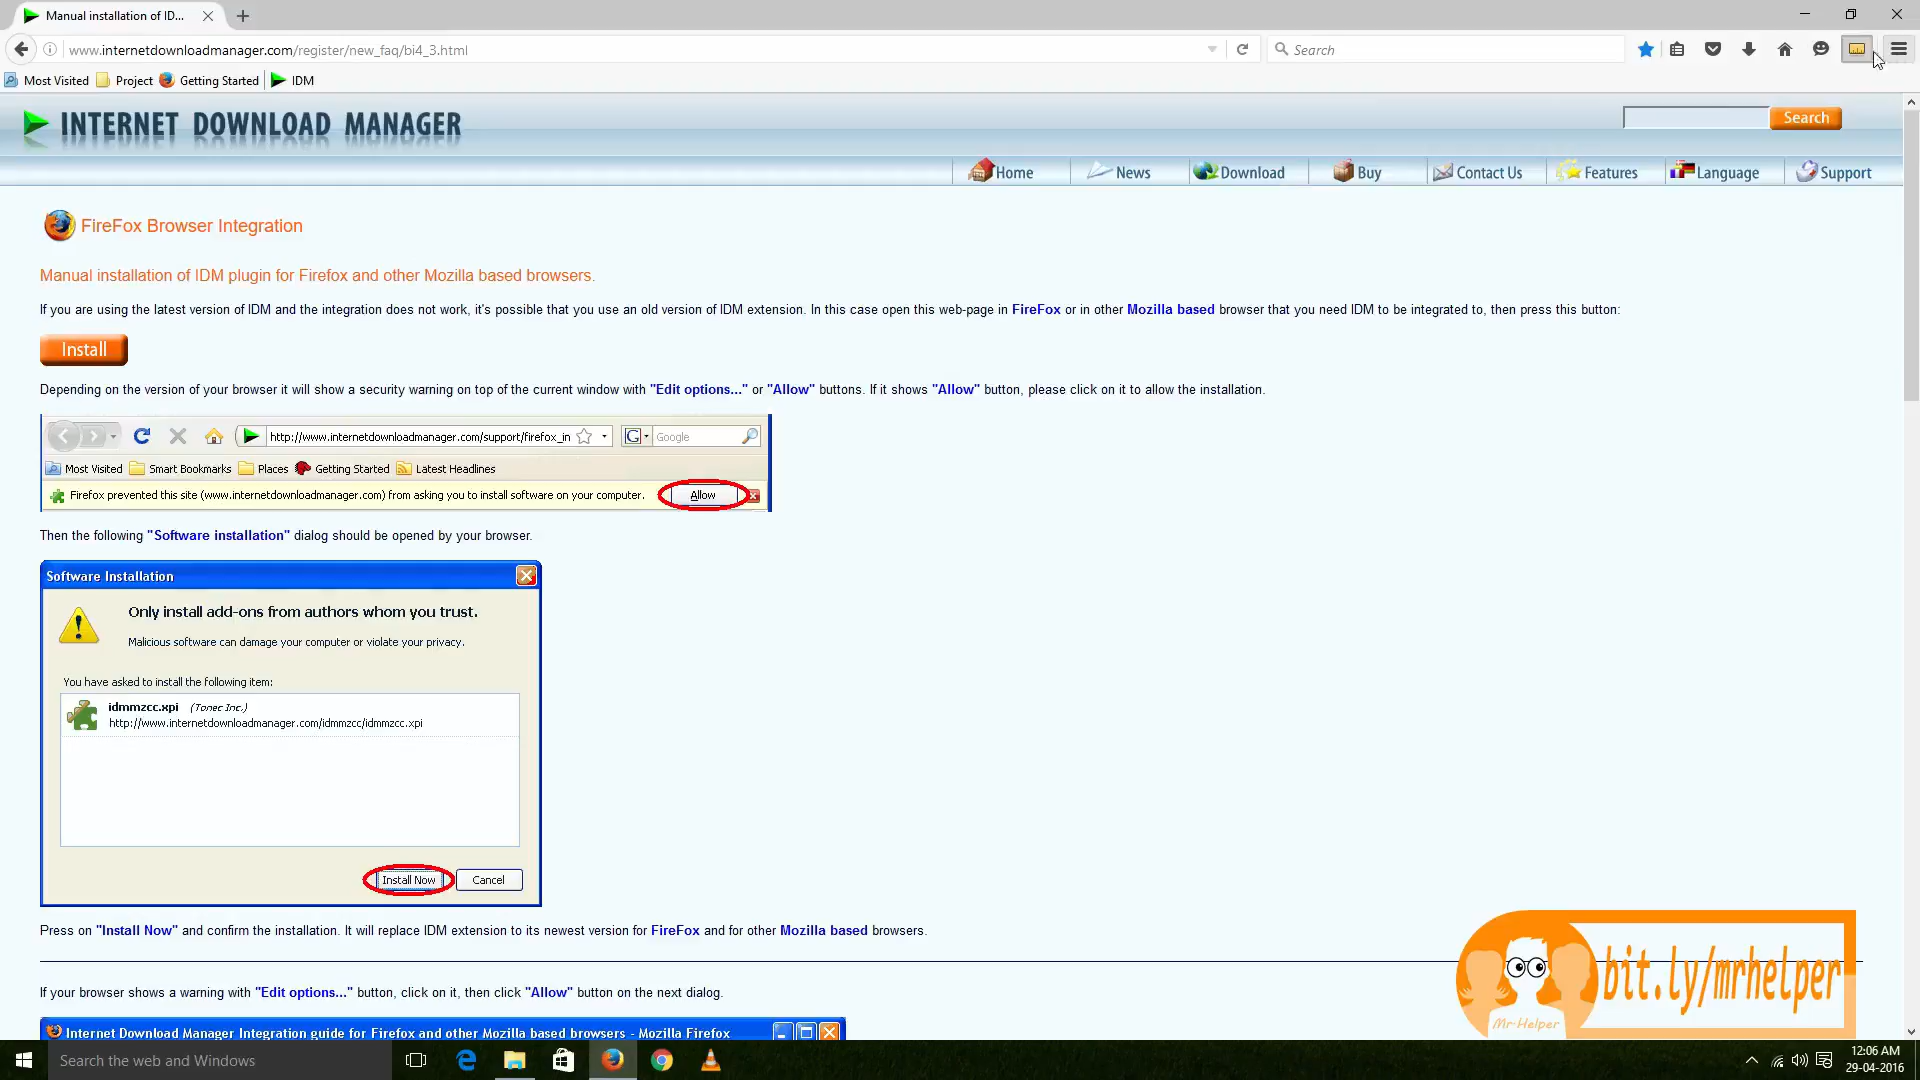 Manual installation of ID...
www.internetdownloadmanager.com/register/new_faq/bi4_3.html
Search
Most Visited Project Getting Started IDM
INTERNET DOWNLOAD MANAGER
Search
Home News Download Buy Contact Us Features Language Support
FireFox Browser Integration
Manual installation of IDM plugin for Firefox and other Mozilla based browsers.
If you are using the latest version of IDM and the integration does not work, it's possible that you use an old version of IDM extension. In this case open this web-page in FireFox or in other Mozilla based browser that you need IDM to be integrated to, then press this button:
Install
Depending on the version of your browser it will show a security warning on top of the current window with "Edit options..." or "Allow" buttons. If it shows "Allow" button, please click on it to allow the installation.
http://www.internetdownloadmanager.com/support/firefox_in
G Google
Most Visited Smart Bookmarks Places Getting Started Latest Headlines
Firefox prevented this site (www.internetdownloadmanager.com) from asking you to install software on your computer. Allow
Then the following "Software installation" dialog should be opened by your browser.
Software Installation
Only install add-ons from authors whom you trust.
Malicious software can damage your computer or violate your privacy.
You have asked to install the following item:
idmmzcc.xpi (Tonec Inc.)
http://www.internetdownloadmanager.com/idmmzcc/idmmzcc.xpi
Install Now Cancel
Press on "Install Now" and confirm the installation. It will replace IDM extension to its newest version for FireFox and for other Mozilla based browsers.
If your browser shows a warning with "Edit options..." button, click on it, then click "Allow" button on the next dialog.
Internet Download Manager Integration guide for Firefox and other Mozilla based browsers - Mozilla Firefox
bit.ly/mrhelper
Mr-Helper
Search the web and Windows
12:06 AM
29-04-2016